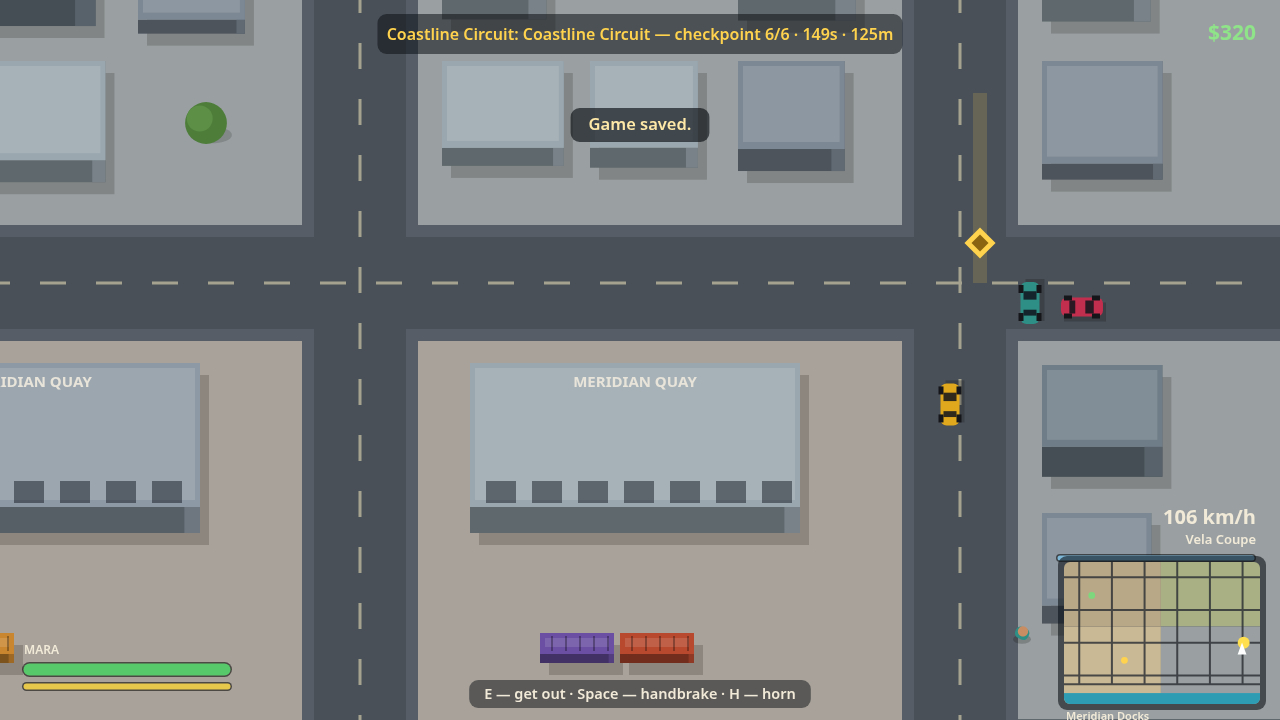 Coastline Circuit: Coastline Circuit — checkpoint 6/6 · 149s · 125m
$320
Game saved.
IDIAN QUAY
MERIDIAN QUAY
106 km/h
Vela Coupe
MARA
E — get out · Space — handbrake · H — horn
Meridian Docks